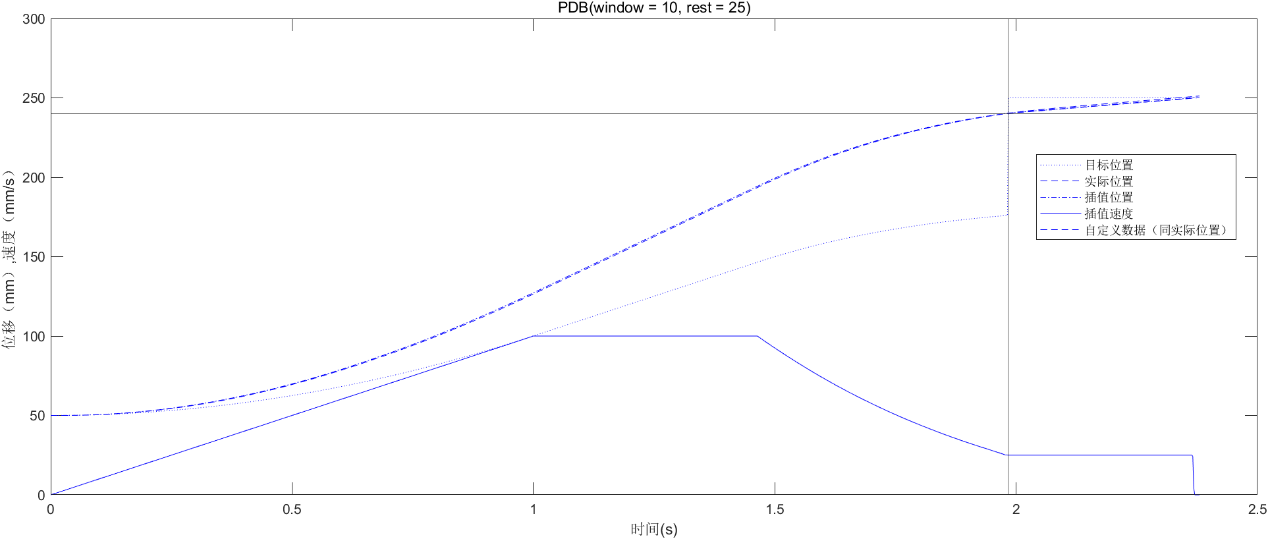 PDB(window = 10, rest = 25)
300
250
200
150
100
50
0
位移（mm）,速度（mm/s）
目标位置
实际位置
插值位置
插值速度
自定义数据（同实际位置）
0
0.5
1
1.5
2
2.5
时间(s)